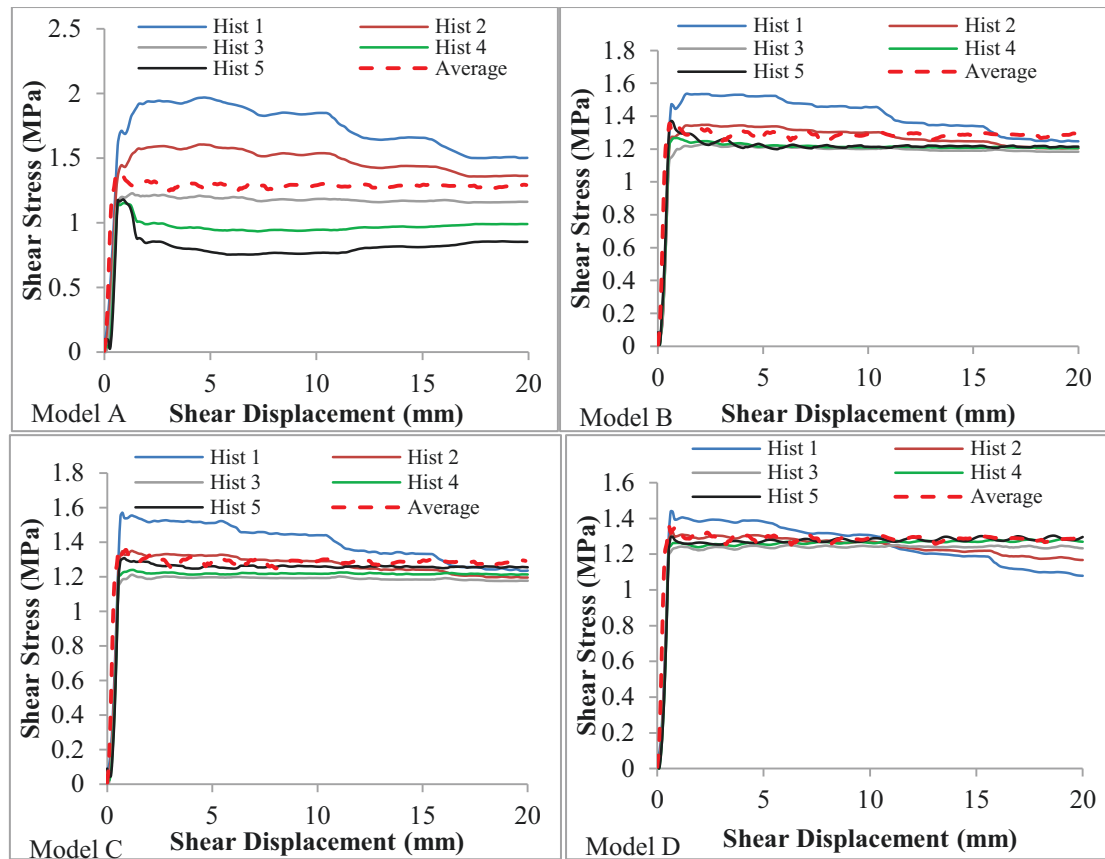 Hist 1 Hist 2
Hist 3 Hist 4
Hist 5 Average
Shear Stress (MPa)
2.5
2
1.5
1
0.5
0
0 5 10 15 20
Model A Shear Displacement (mm)
Hist 1 Hist 2
Hist 3 Hist 4
Hist 5 Average
Shear Stress (MPa)
1.8
1.6
1.4
1.2
1
0.8
0.6
0.4
0.2
0
0 5 10 15 20
Model B Shear Displacement (mm)
Hist 1 Hist 2
Hist 3 Hist 4
Hist 5 Average
Shear Stress (MPa)
1.8
1.6
1.4
1.2
1
0.8
0.6
0.4
0.2
0
0 5 10 15 20
Model C Shear Displacement (mm)
Hist 1 Hist 2
Hist 3 Hist 4
Hist 5 Average
Shear Stress (MPa)
1.6
1.4
1.2
1
0.8
0.6
0.4
0.2
0
0 5 10 15 20
Model D Shear Displacement (mm)